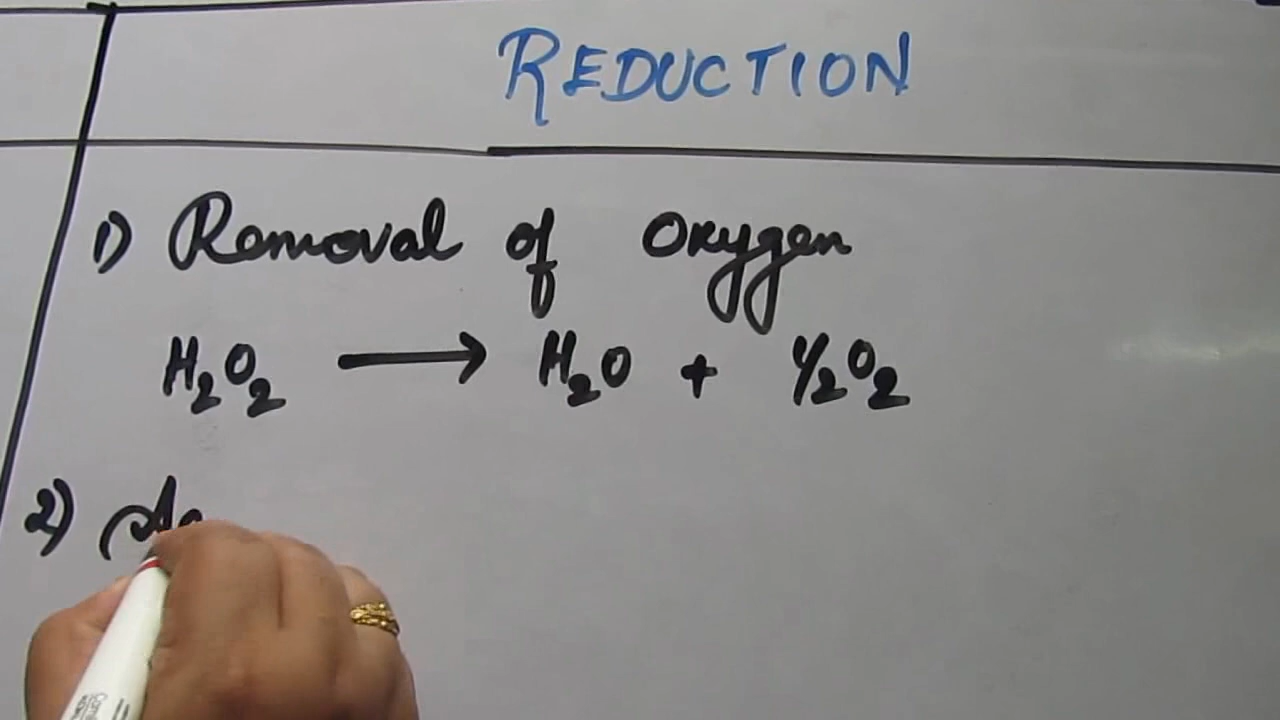 REDUCTION
1) Removal of Oxygen
H₂O₂ ⟶ H₂O + ½O₂
2)